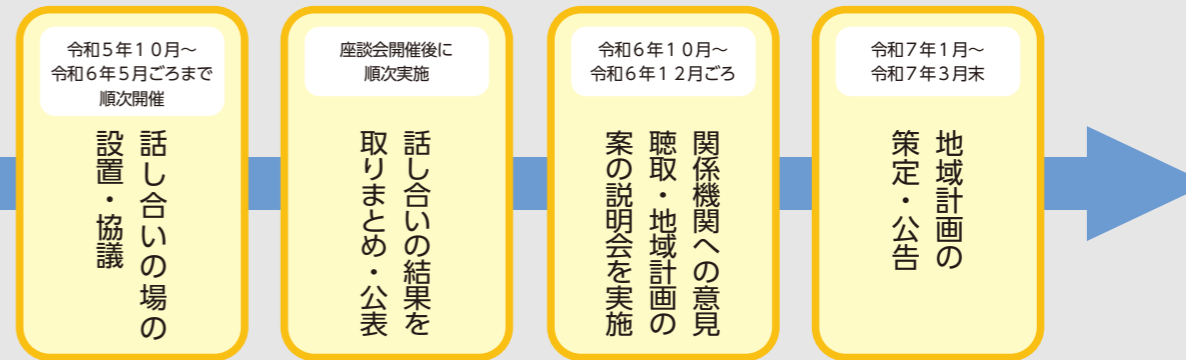 令和５年１０月～
令和６年５月ごろまで
順次開催
話し合いの場の
設置・協議
座談会開催後に
順次実施
話し合いの結果を
取りまとめ・公表
令和６年１０月～
令和６年１２月ごろ
関係機関への意見
聴取・地域計画の
案の説明会を実施
令和７年１月～
令和７年３月末
地域計画の
策定・公告